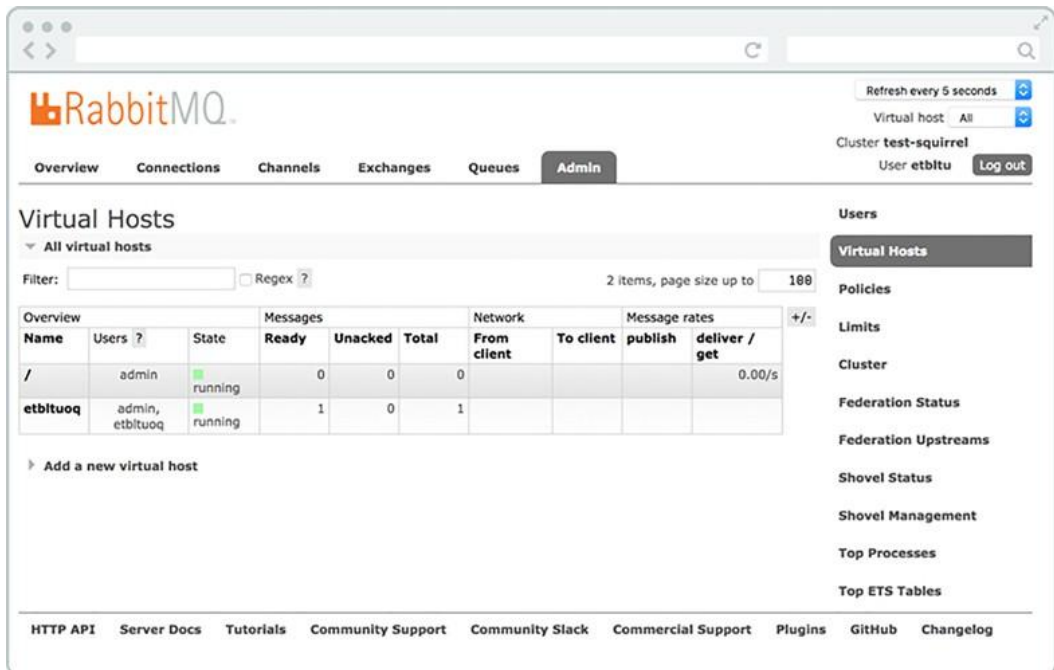 RabbitMQ.
Refresh every 5 seconds
Virtual host All
Cluster test-squirrel
User etbltu Log out
Overview Connections Channels Exchanges Queues Admin
Virtual Hosts
All virtual hosts
Filter: Regex ? 2 items, page size up to 100
Overview Messages Network Message rates +/-
Name Users ? State Ready Unacked Total From client To client publish deliver / get
/ admin running 0 0 0 0.00/s
etbltuoq admin, etbltuoq running 1 0 1
Add a new virtual host
Users
Virtual Hosts
Policies
Limits
Cluster
Federation Status
Federation Upstreams
Shovel Status
Shovel Management
Top Processes
Top ETS Tables
HTTP API Server Docs Tutorials Community Support Community Slack Commercial Support Plugins GitHub Changelog